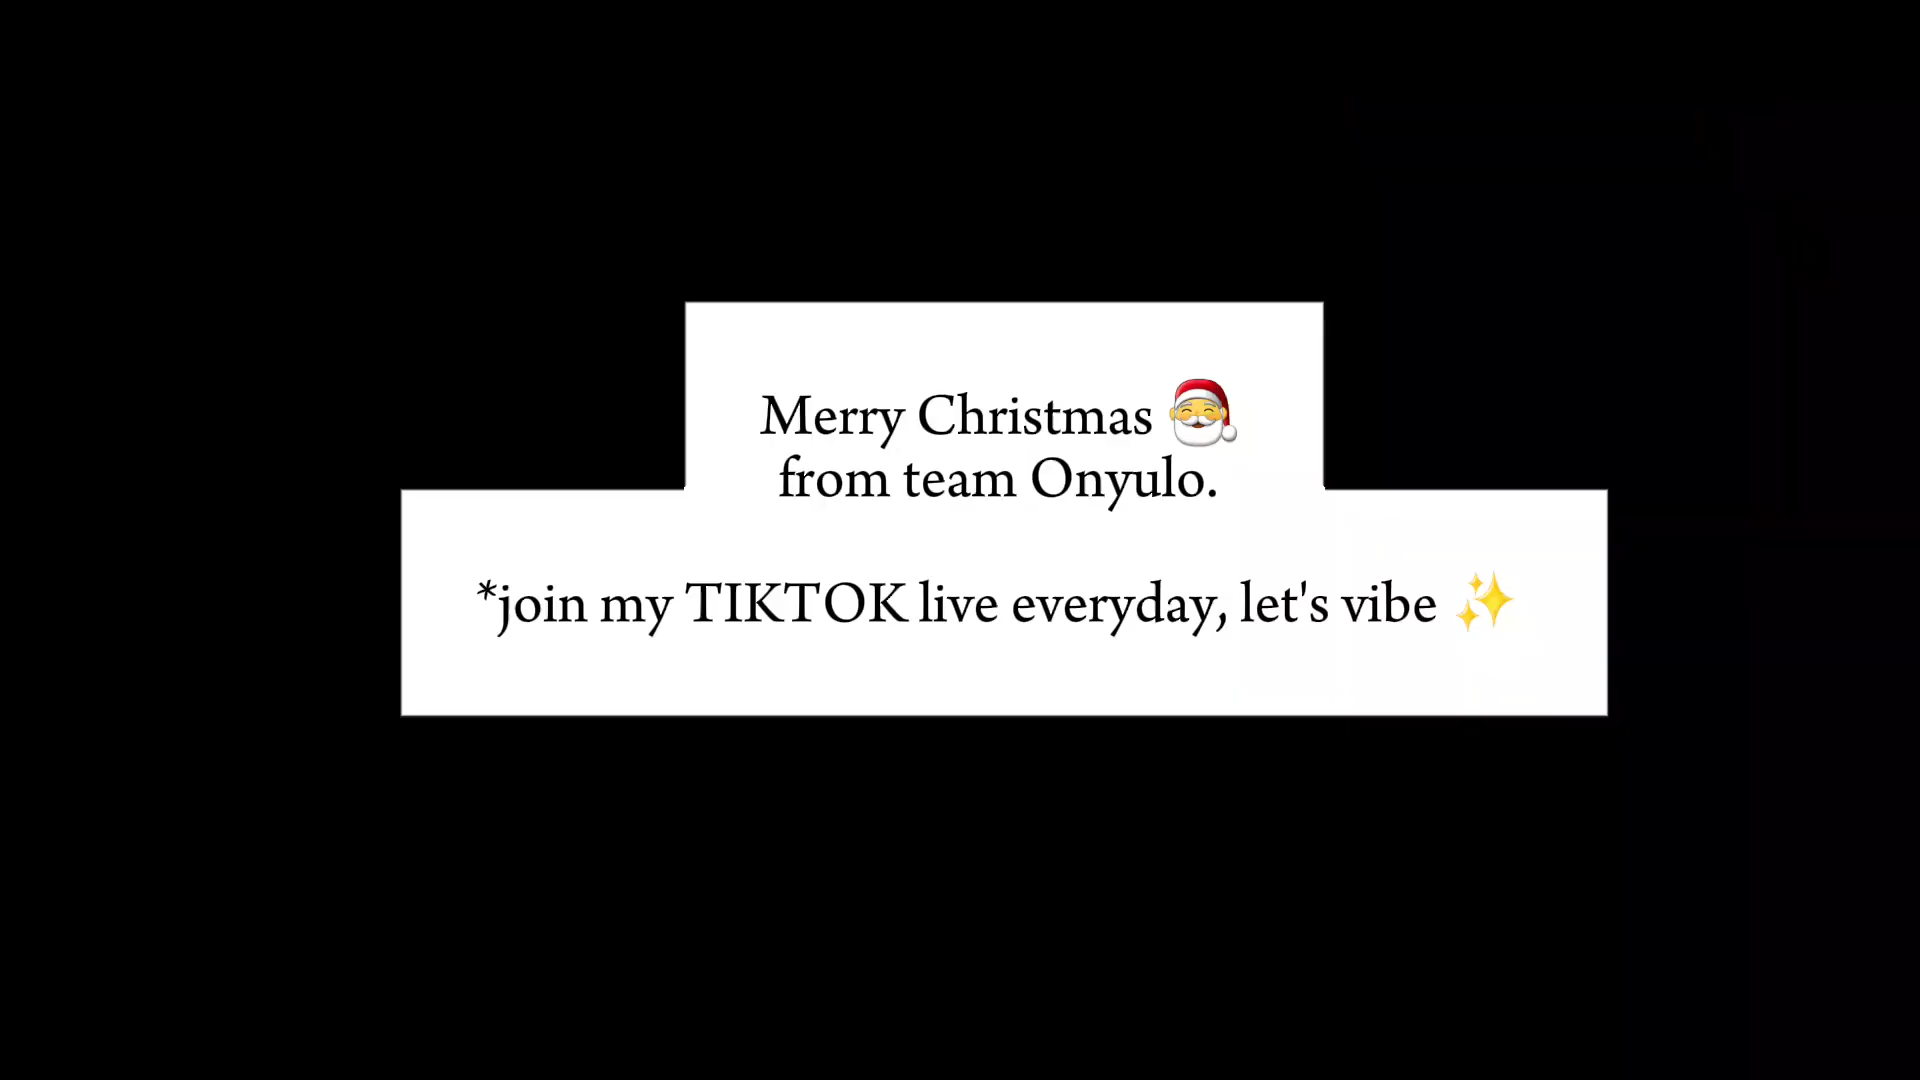 Merry Christmas 🎅
from team Onyulo.
*join my TIKTOK live everyday, let's vibe ✨